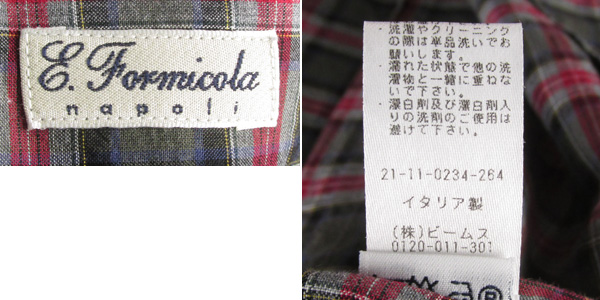 E. Formicola
napoli
・洗濯やクリーニング
の際は単品洗いでお
願いします。
・濡れた状態で他の洗
濯物と一緒に重ねな
いで下さい。
・漂白剤及び漂白剤入
りの洗剤のご使用は
避けて下さい。
21-11-0234-264
イタリア製
(株)ビームス
0120-011-301